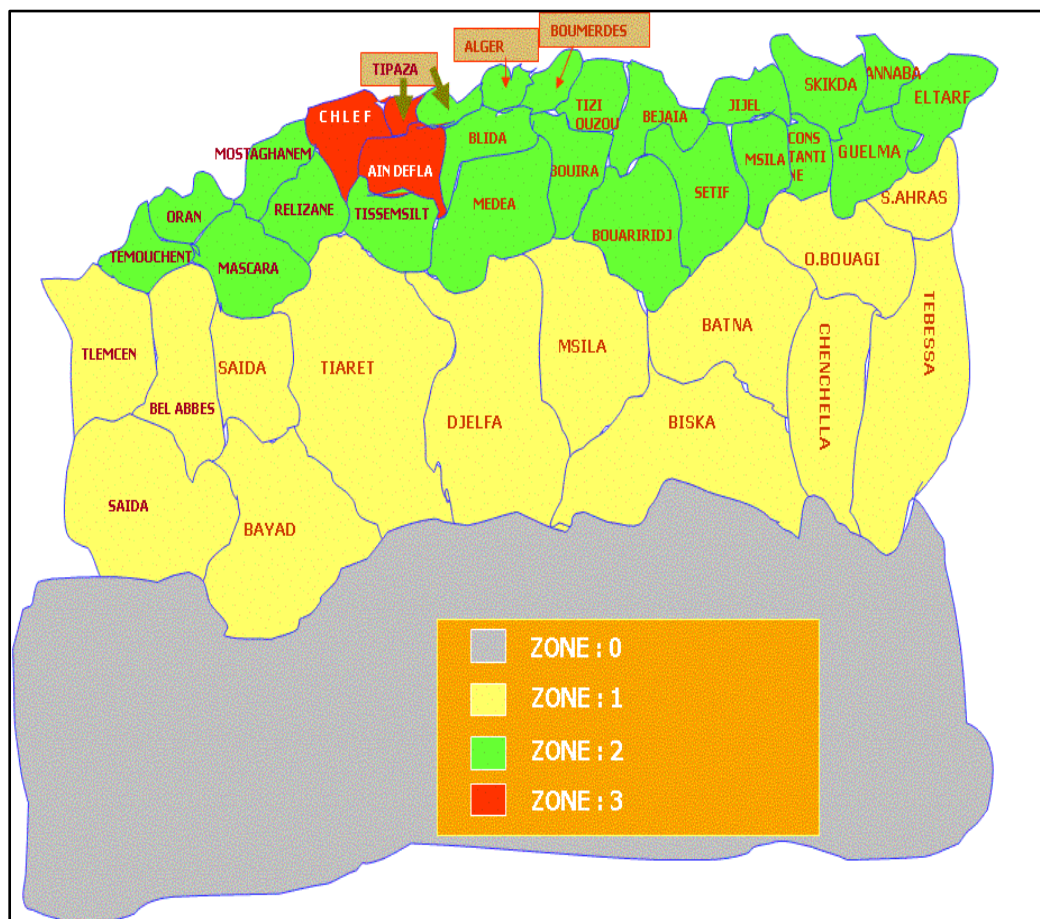 BOUMERDES
ALGER
TIPAZA
ANNABA
SKIKDA
ELTARF
CHLEF
TIZI
OUZOU
JIJEL
BEJAIA
BLIDA
CONS
TANTI
NE
MOSTAGHANEM
GUELMA
MSILA
AIN DEFLA
BOUIRA
SETIF
S.AHRAS
MEDEA
RELIZANE
TISSEMSILT
ORAN
BOUARIRIDJ
TEMOUCHENT
O.BOUAGI
MASCARA
TEBESSA
BATNA
MSILA
TLEMCEN
SAIDA
TIARET
CHENCHELLA
BEL ABBES
DJELFA
BISKA
SAIDA
BAYAD
ZONE : 0
ZONE : 1
ZONE : 2
ZONE : 3